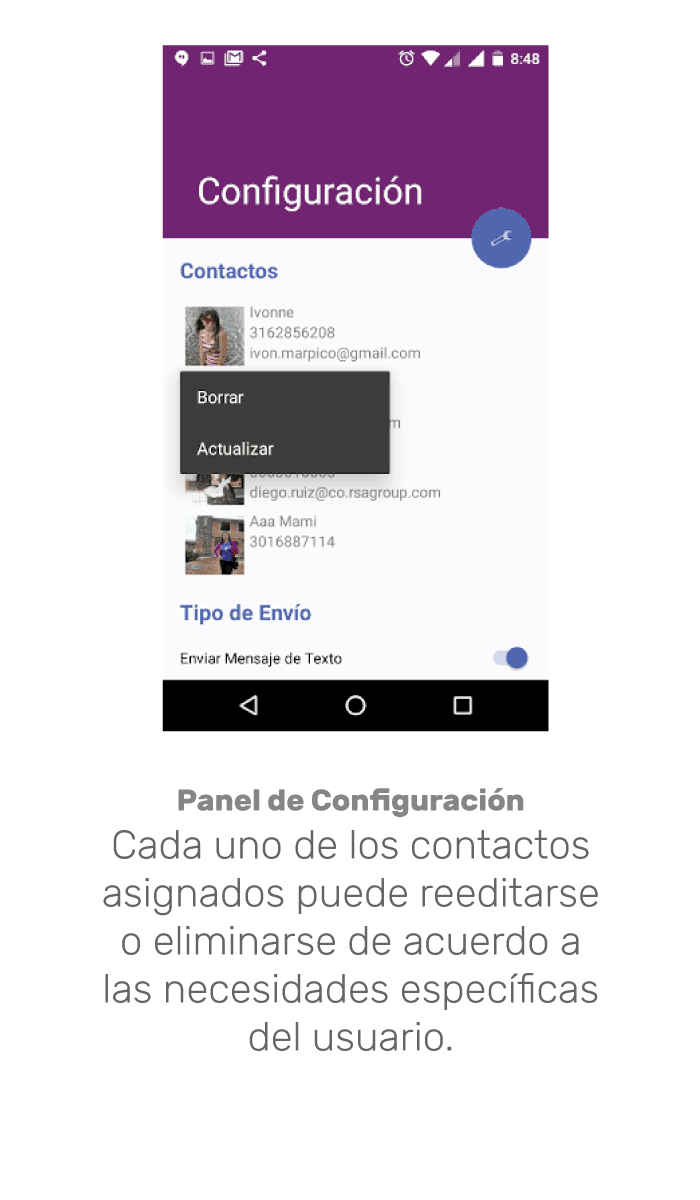 8:48
Configuración
Contactos
Ivonne
3162856208
ivon.marpico@gmail.com
Borrar
m
Actualizar
diego.ruiz@co.rsagroup.com
Aaa Mami
3016887114
Tipo de Envío
Enviar Mensaje de Texto
Panel de Configuración
Cada uno de los contactos
asignados puede reeditarse
o eliminarse de acuerdo a
las necesidades específicas
del usuario.